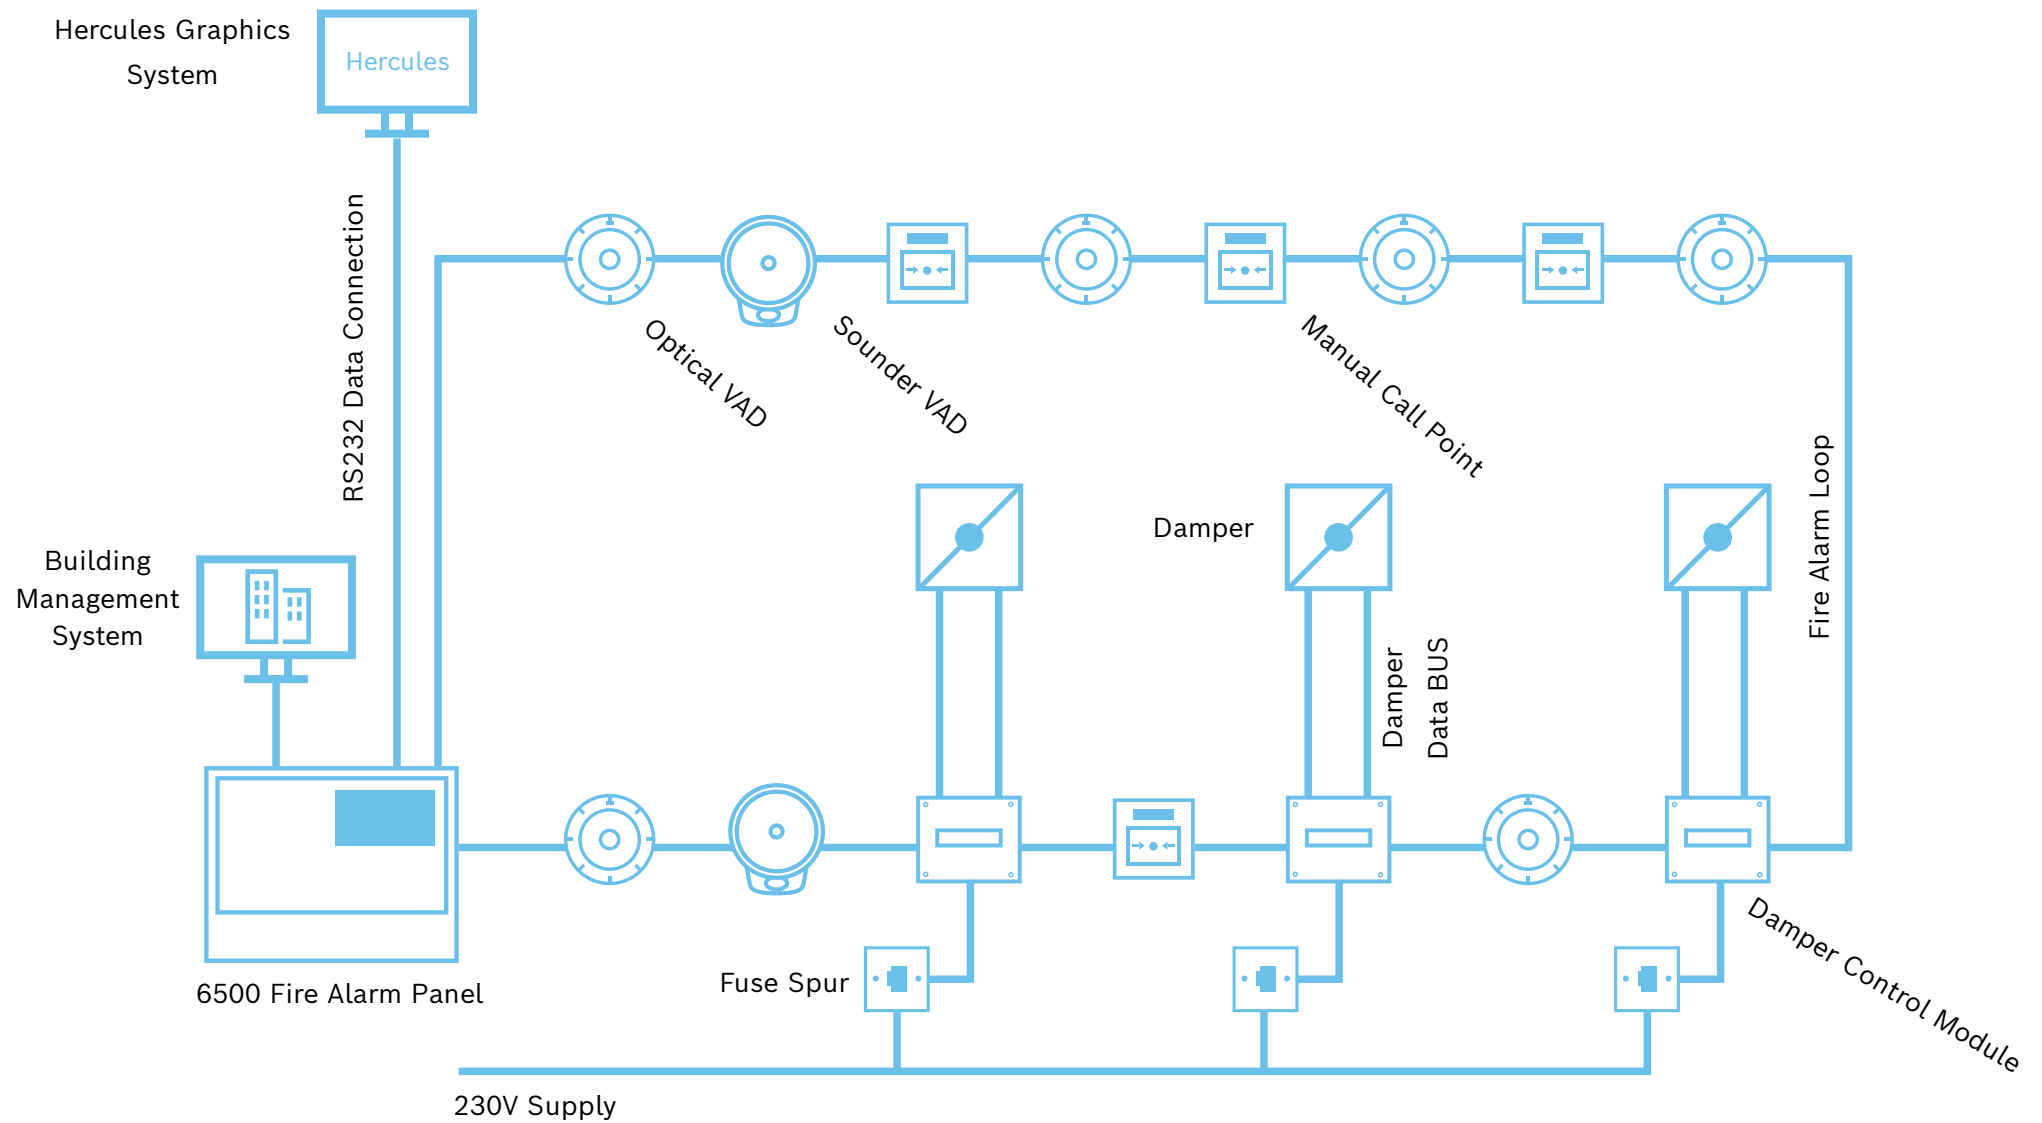 Hercules Graphics
System
Hercules
RS232 Data Connection
Optical VAD
Sounder VAD
Manual Call Point
Fire Alarm Loop
Building
Management
System
Damper
Damper
Data BUS
6500 Fire Alarm Panel
Fuse Spur
Damper Control Module
230V Supply